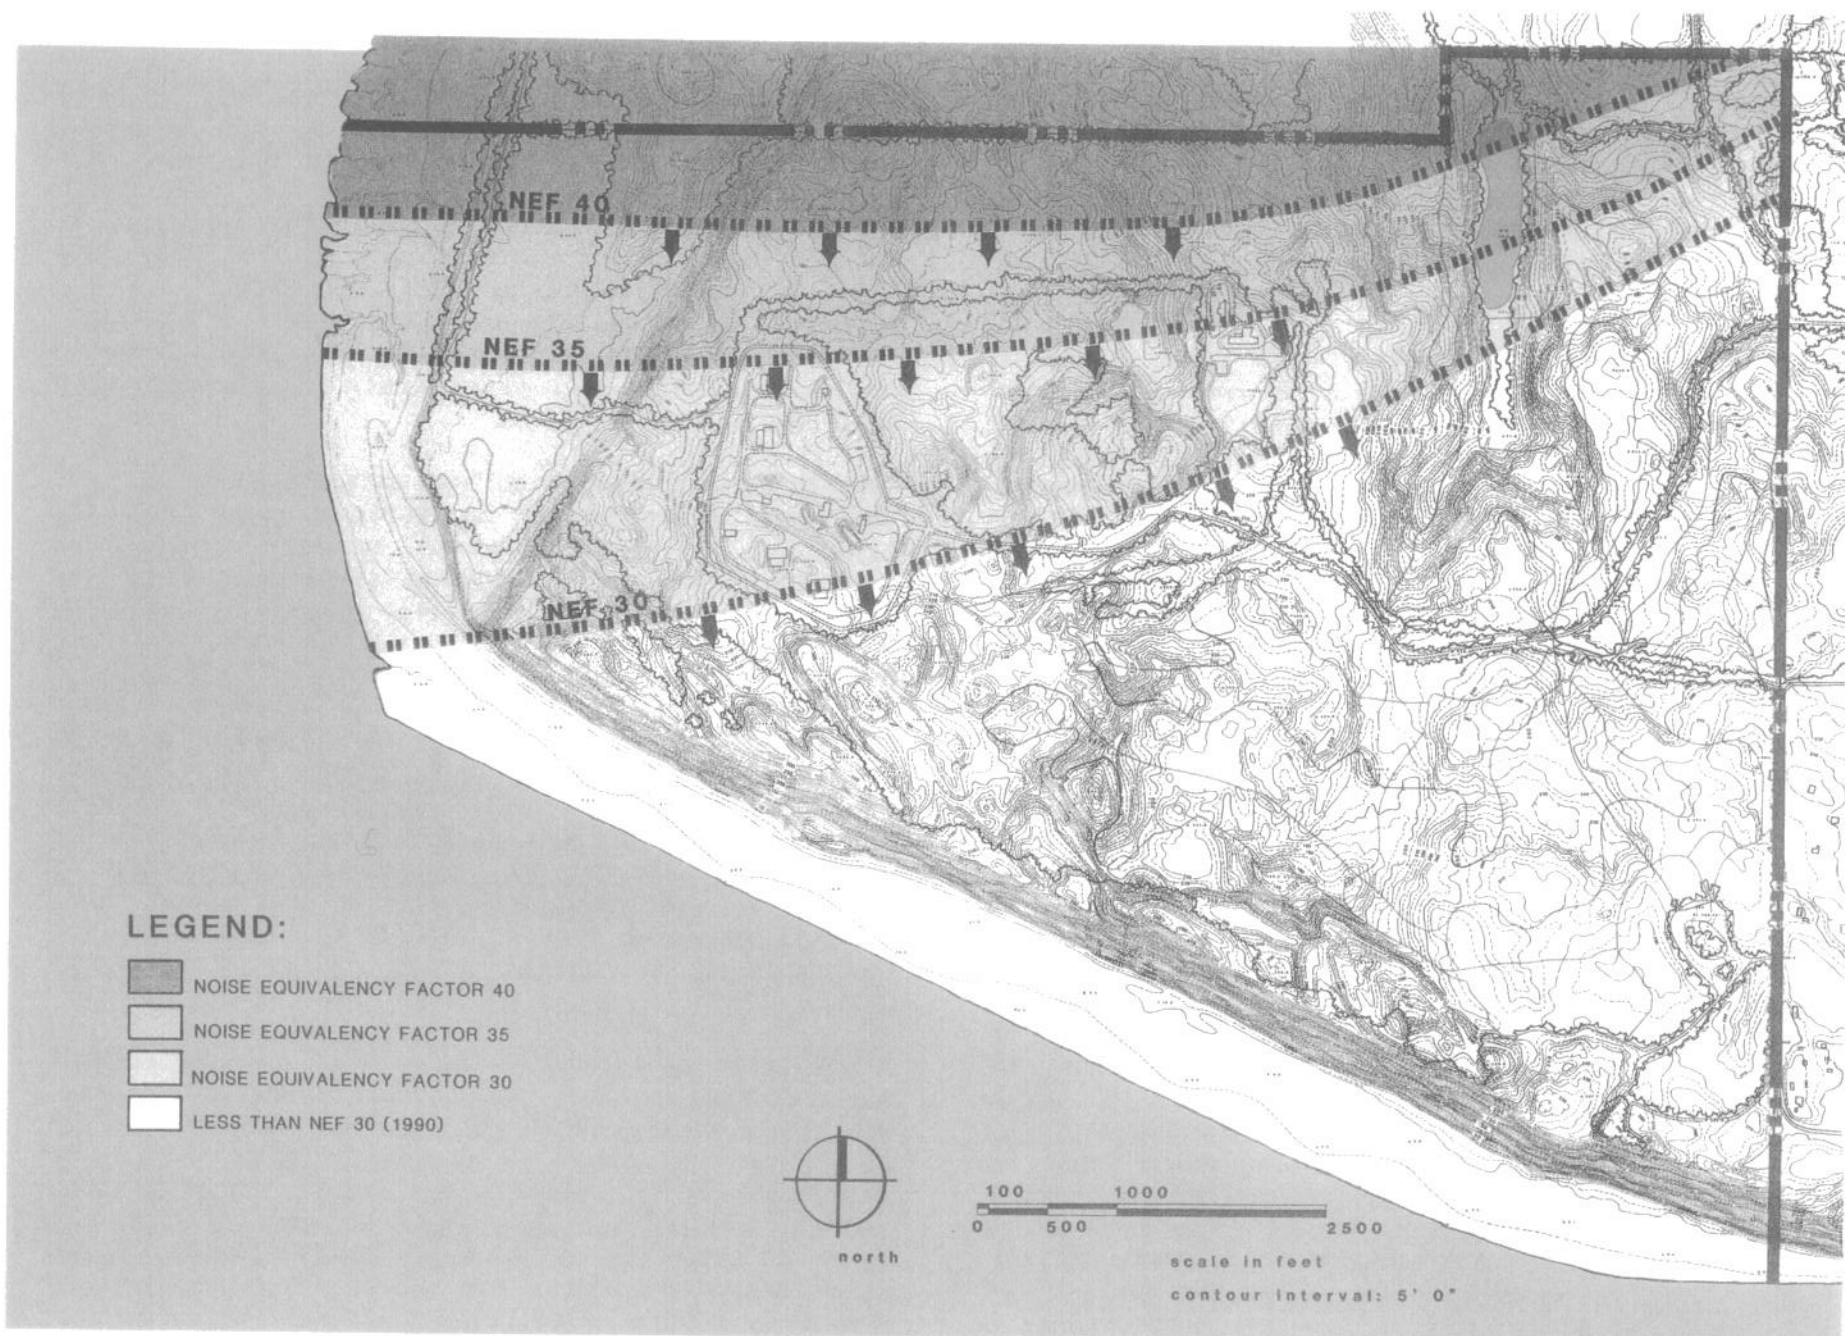 NEF 40
NEF 35
NEF 30
LEGEND:
NOISE EQUIVALENCY FACTOR 40
NOISE EQUVALENCY FACTOR 35
NOISE EQUIVALENCY FACTOR 30
LESS THAN NEF 30 (1990)
north
100 1000
0 500 2500
scale in feet
contour interval: 5' 0"